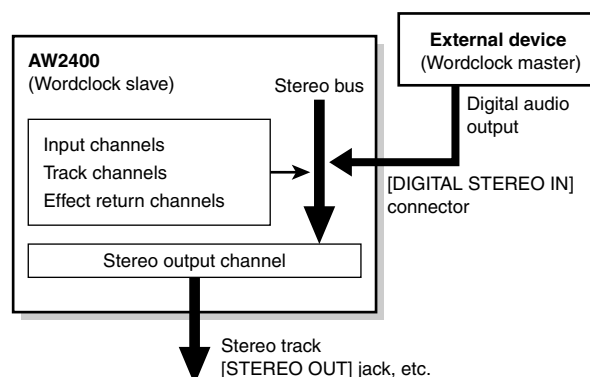 AW2400
(Wordclock slave)
Stereo bus
External device
(Wordclock master)
Digital audio
output
Input channels
Track channels
Effect return channels
[DIGITAL STEREO IN]
connector
Stereo output channel
Stereo track
[STEREO OUT] jack, etc.